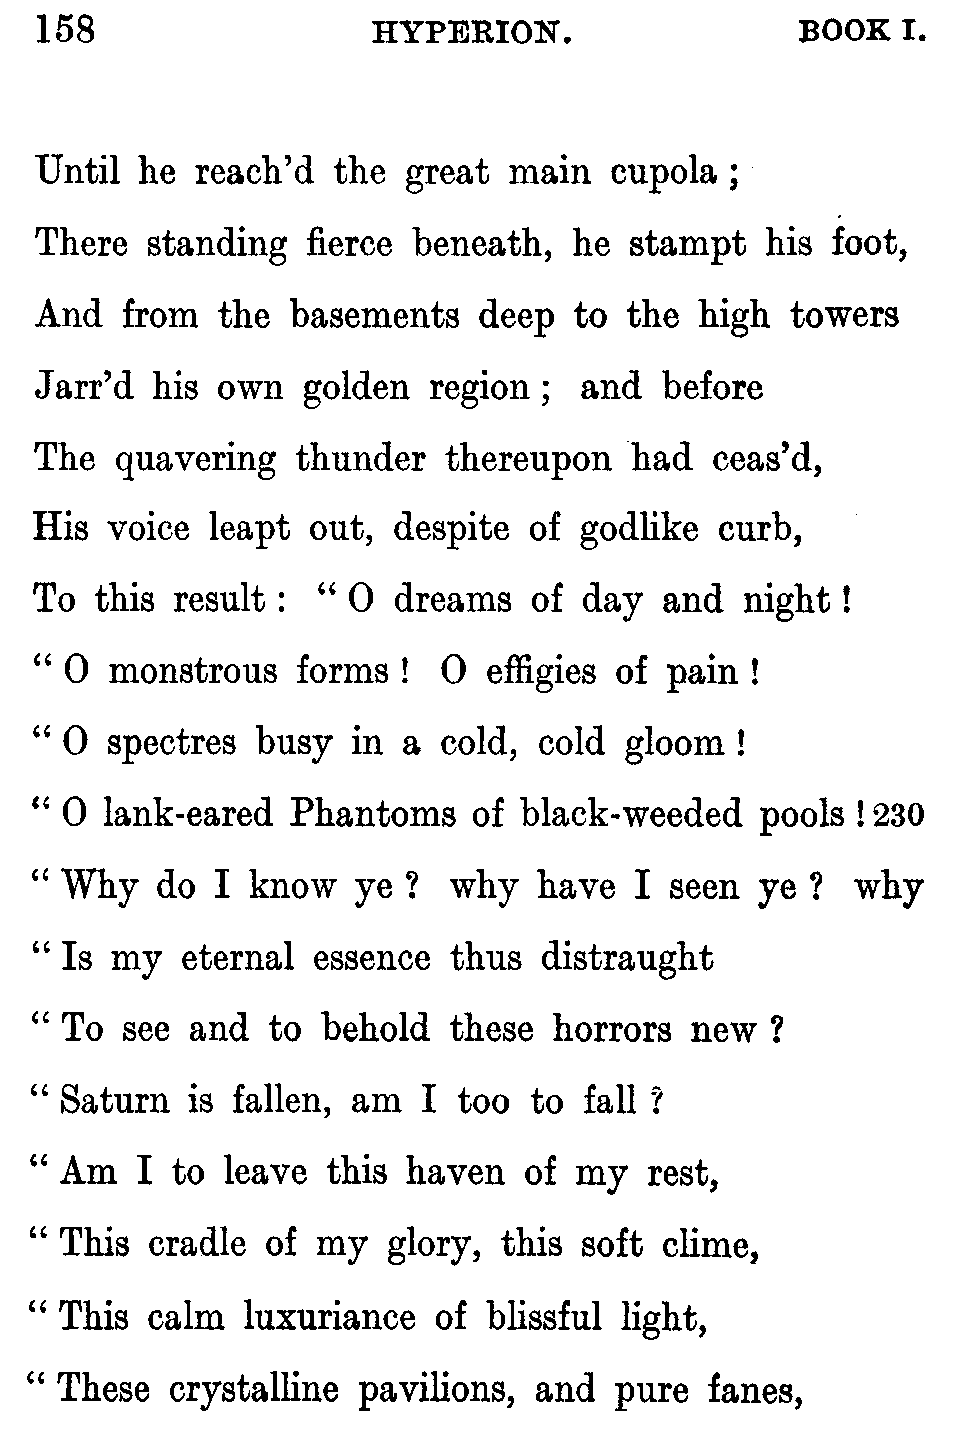 158 HYPERION. BOOK I.
Until he reach'd the great main cupola ;
There standing fierce beneath, he stampt his foot,
And from the basements deep to the high towers
Jarr'd his own golden region ; and before
The quavering thunder thereupon had ceas'd,
His voice leapt out, despite of godlike curb,
To this result : “ O dreams of day and night !
“ O monstrous forms ! O effigies of pain !
“ O spectres busy in a cold, cold gloom !
“ O lank-eared Phantoms of black-weeded pools ! 230
“ Why do I know ye ? why have I seen ye ? why
“ Is my eternal essence thus distraught
“ To see and to behold these horrors new ?
“ Saturn is fallen, am I too to fall ?
“ Am I to leave this haven of my rest,
“ This cradle of my glory, this soft clime,
“ This calm luxuriance of blissful light,
“ These crystalline pavilions, and pure fanes,